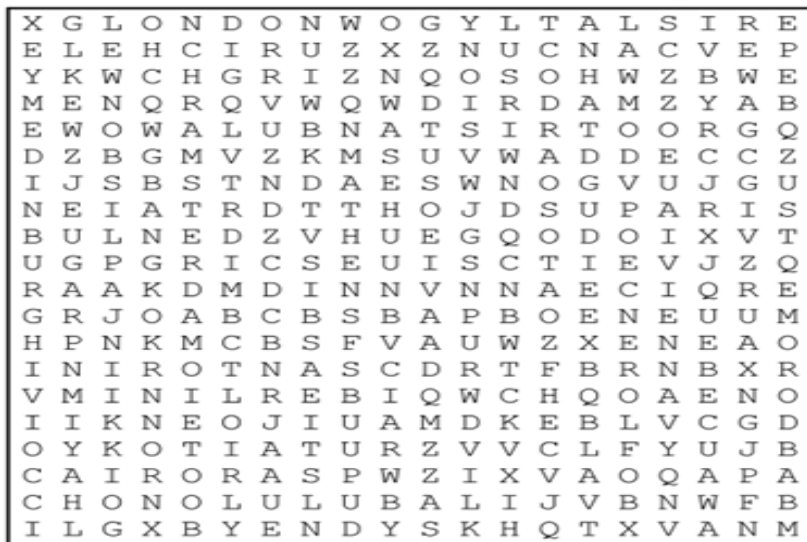 X G L O N D O N W O G Y L T A L S I R E
E L E H C I R U Z X Z N U C N A C V E P
Y K W C H G R I Z N Q O S O H W Z B W E
M E N Q R Q V W Q W D I R D A M Z Y A B
E W O W A L U B N A T S I R T O O R G Q
D Z B G M V Z K M S U V W A D D E C C Z
I J S B S T N D A E S W N O G V U J G U
N E I A T R D T T H O J D S U P A R I S
B U L N E D Z V H U E G Q O D O I X V T
U G P G R I C S E U I S C T I E V J Z Q
R A A K D M D I N N V N N A E C I Q R E
G R J O A B C B S B A P B O E N E U U M
H P N K M C B S F V A U W Z X E N E A O
I N I R O T N A S C D R T F B R N B X R
V M I N I L R E B I Q W C H Q O A E N O
I I K N E O J I U A M D K E B L V C G D
O Y K O T I A T U R Z V V C L F Y U J B
C A I R O R A S P W Z I X V A O Q A P A
C H O N O L U L U B A L I J V B N W F B
I L G X B Y E N D Y S K H Q T X V A N M